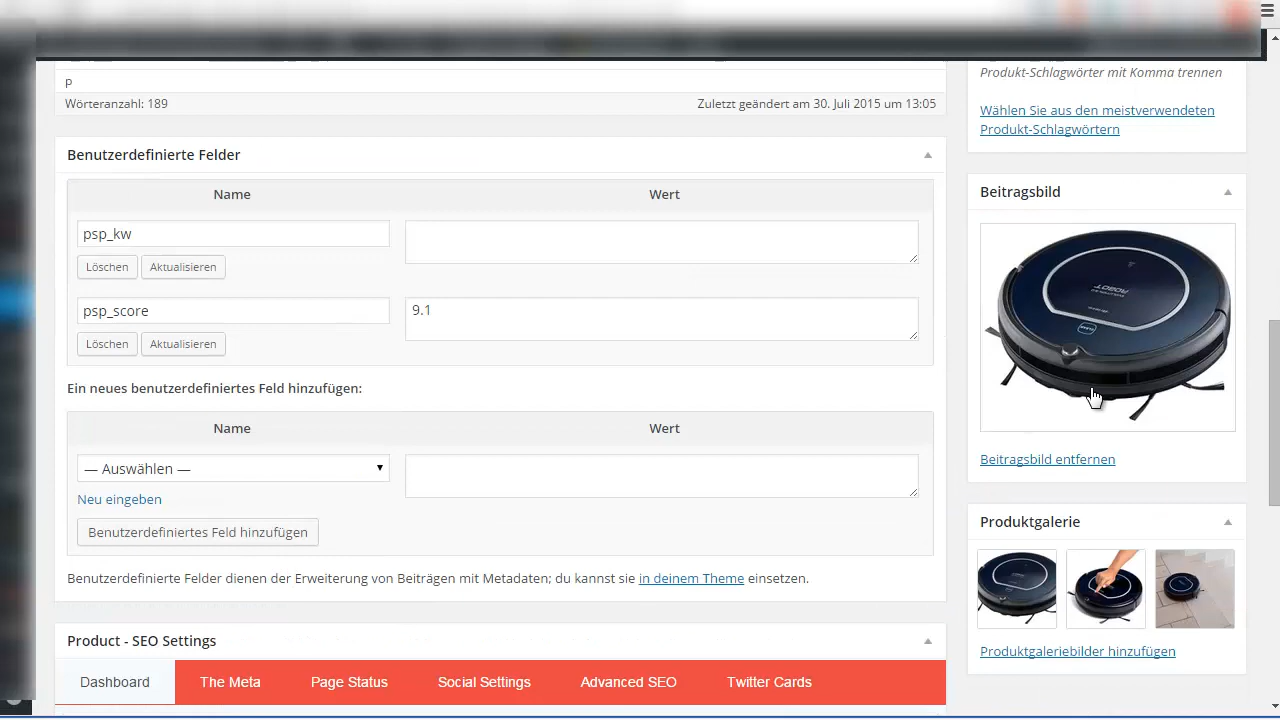 p
Wörteranzahl: 189
Zuletzt geändert am 30. Juli 2015 um 13:05
Benutzerdefinierte Felder
Name
Wert
psp_kw
Löschen
Aktualisieren
psp_score
9.1
Löschen
Aktualisieren
Ein neues benutzerdefiniertes Feld hinzufügen:
Name
Wert
— Auswählen —
Neu eingeben
Benutzerdefiniertes Feld hinzufügen
Benutzerdefinierte Felder dienen der Erweiterung von Beiträgen mit Metadaten; du kannst sie in deinem Theme einsetzen.
Product - SEO Settings
Dashboard
The Meta
Page Status
Social Settings
Advanced SEO
Twitter Cards
Produkt-Schlagwörter mit Komma trennen
Wählen Sie aus den meistverwendeten
Produkt-Schlagwörtern
Beitragsbild
ROBOT
Beitragsbild entfernen
Produktgalerie
Produktgaleriebilder hinzufügen